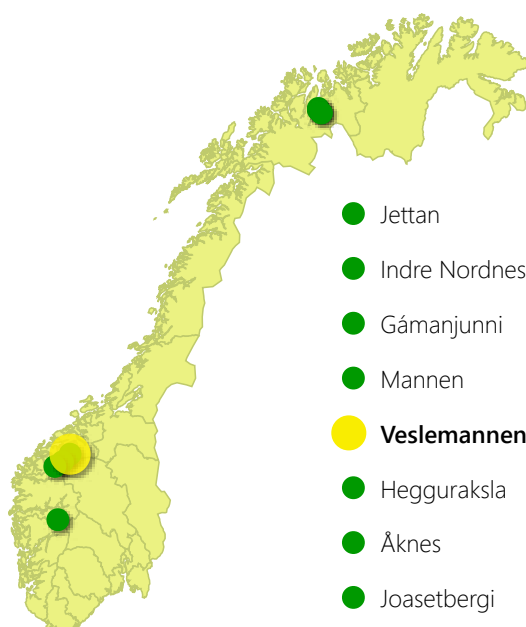 Jettan
Indre Nordnes
Gámanjunni
Mannen
Veslemannen
Hegguraksla
Åknes
Joasetbergi